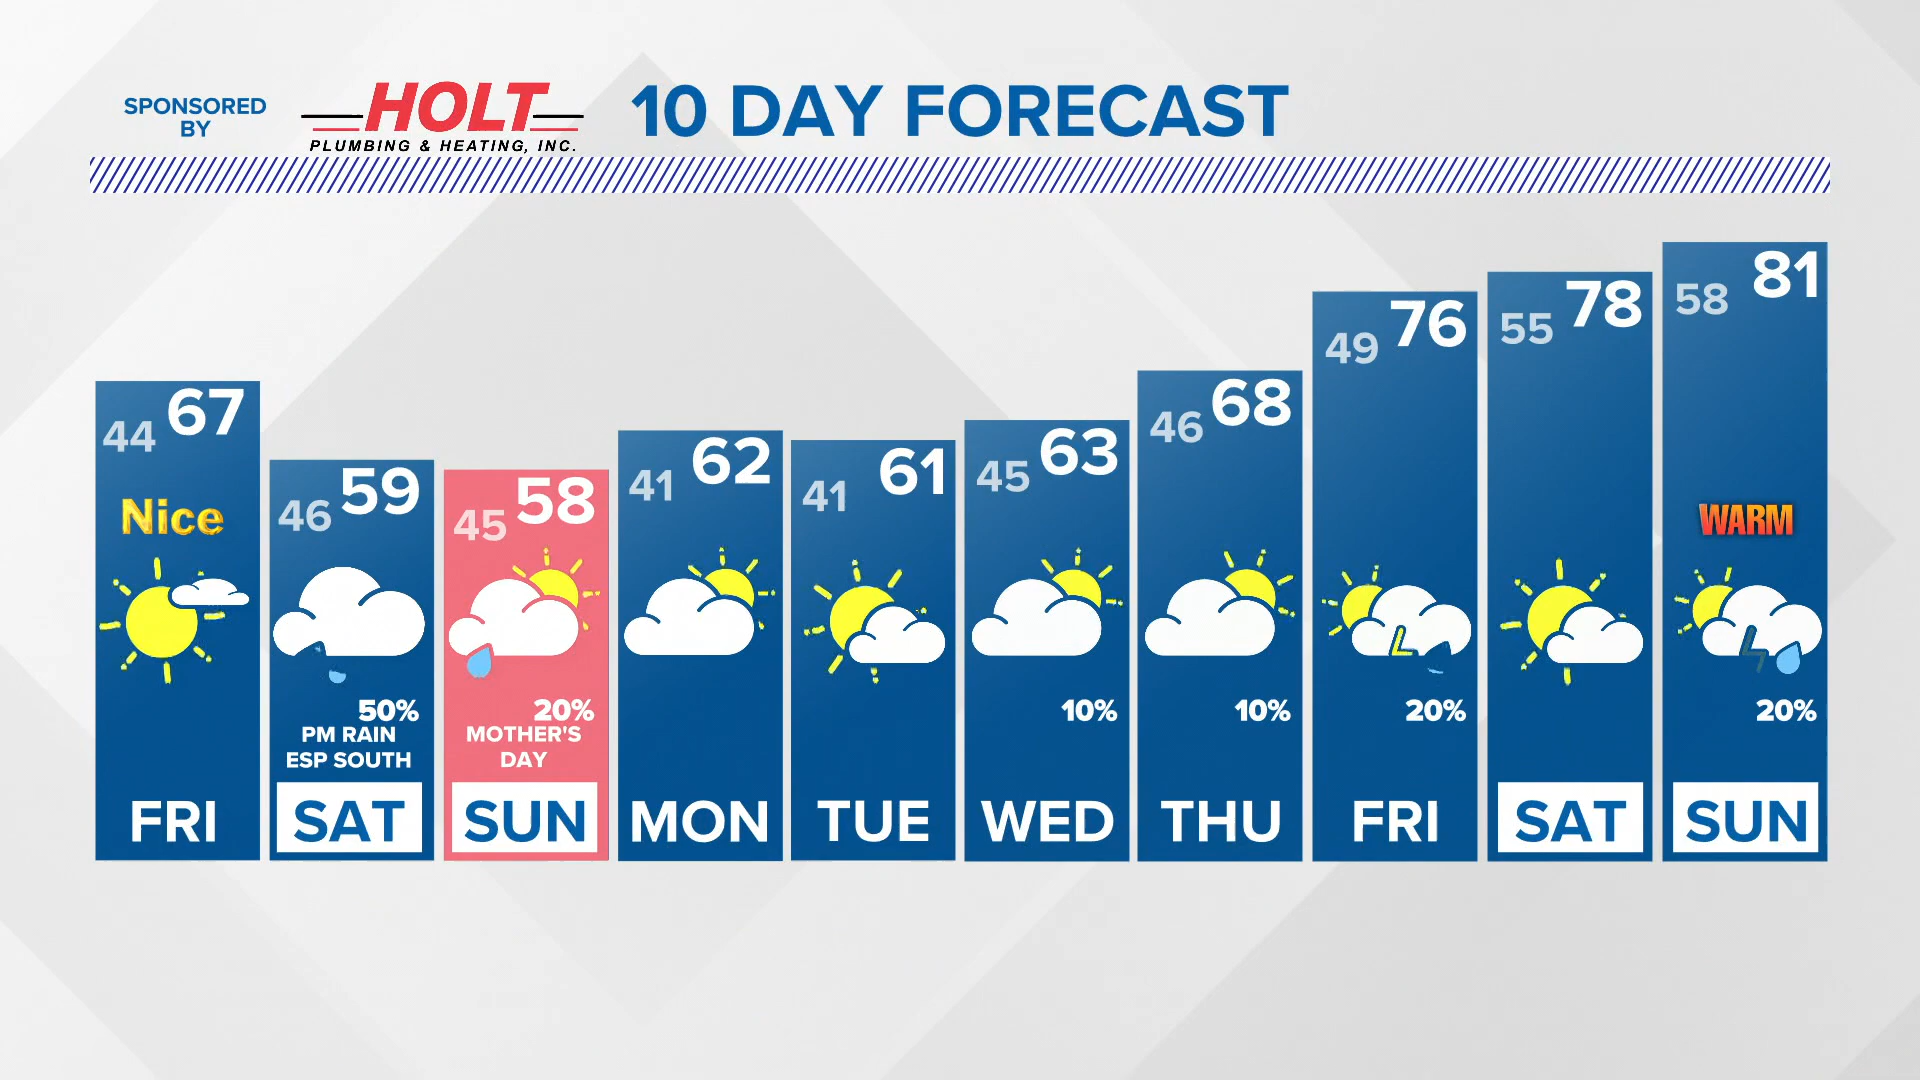 SPONSORED
BY
HOLT
PLUMBING & HEATING, INC.
10 DAY FORECAST
44 67
Nice
FRI
46 59
50%
PM RAIN
ESP SOUTH
SAT
45 58
20%
MOTHER'S
DAY
SUN
41 62
MON
41 61
TUE
45 63
10%
WED
46 68
10%
THU
49 76
20%
FRI
55 78
SAT
58 81
WARM
20%
SUN